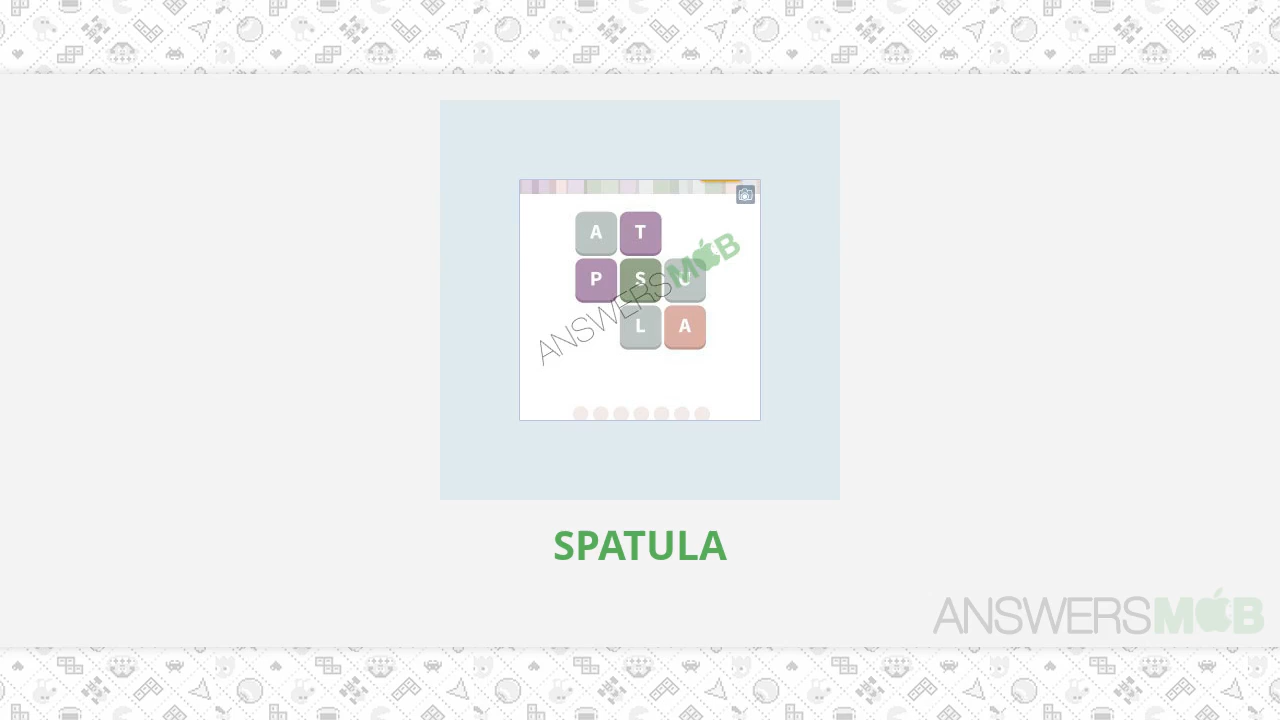 A T
P S U
L A
ANSWERSMOB
SPATULA
ANSWERSMOB